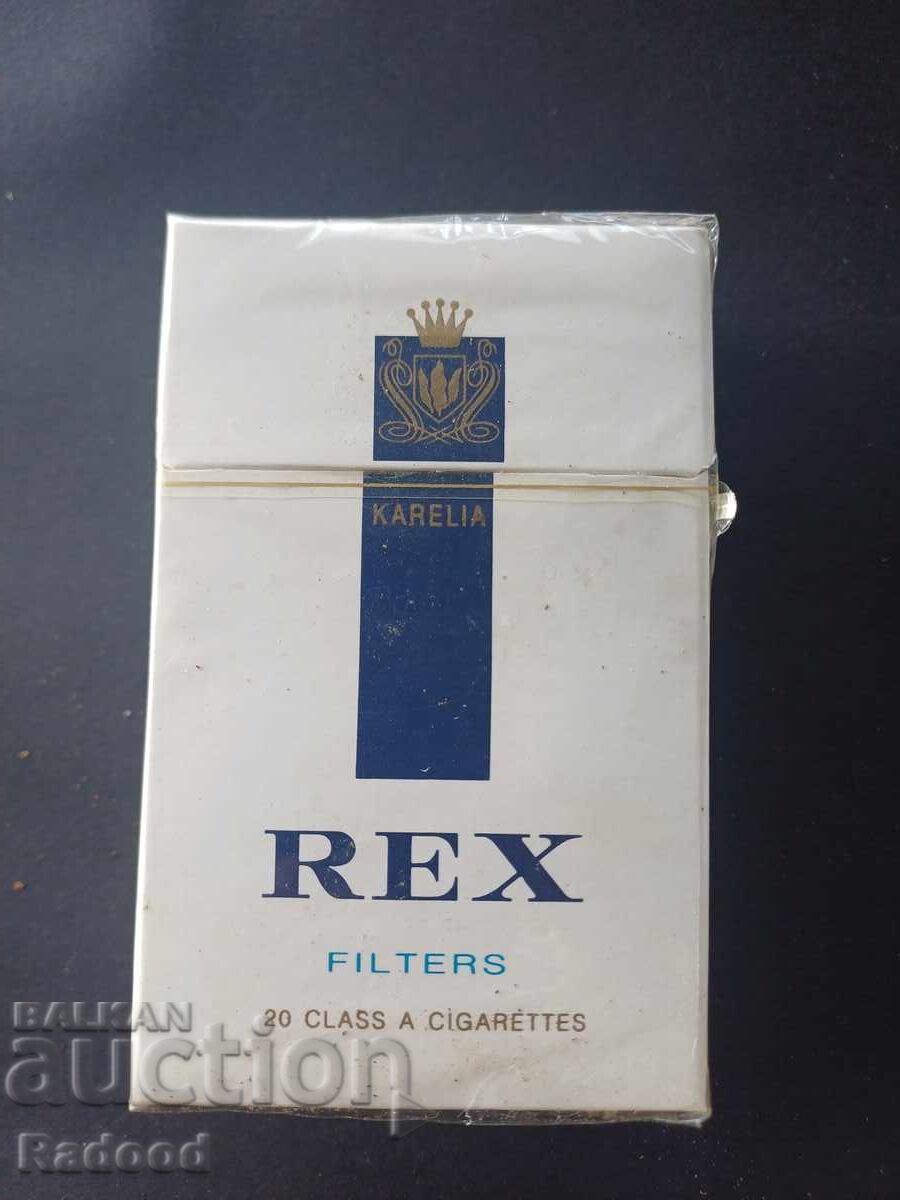 KARELIA
REX
FILTERS
20 CLASS A CIGARETTES
BALKAN
auction
Radood